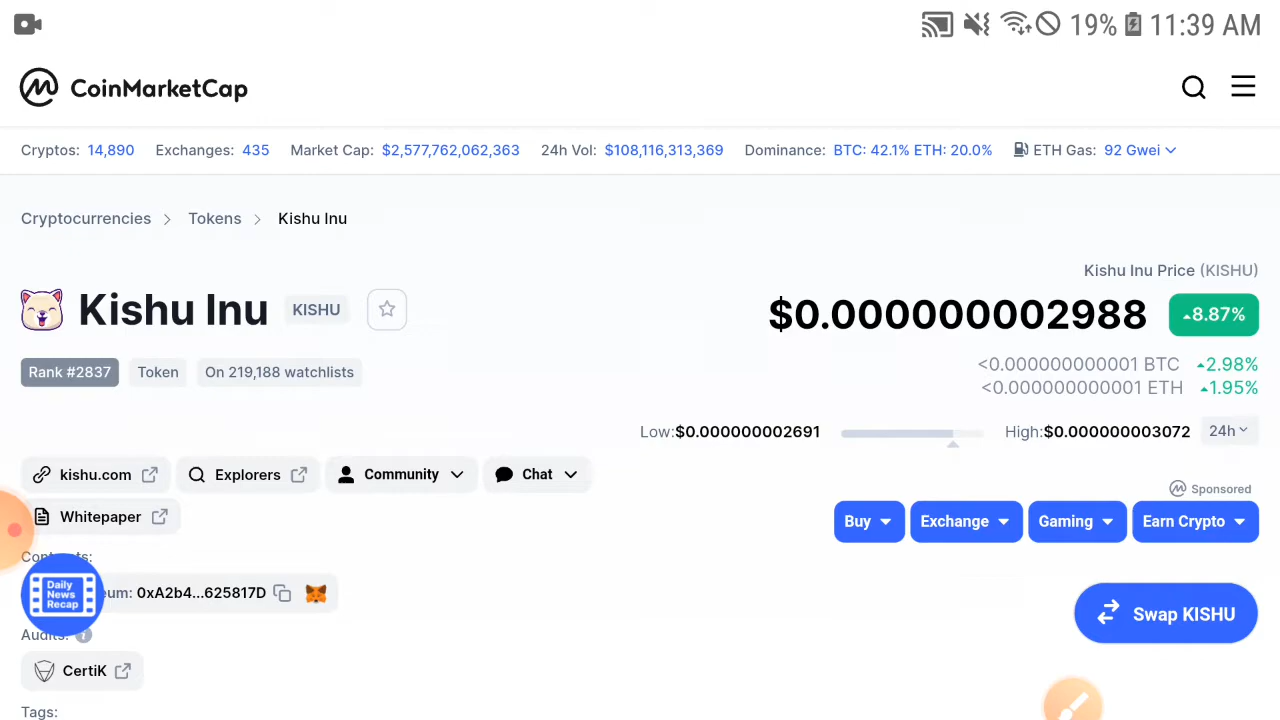 19% 11:39 AM
CoinMarketCap
Cryptos: 14,890 Exchanges: 435 Market Cap: $2,577,762,062,363 24h Vol: $108,116,313,369 Dominance: BTC: 42.1% ETH: 20.0% ETH Gas: 92 Gwei
Cryptocurrencies > Tokens > Kishu Inu
Kishu Inu Price (KISHU)
Kishu Inu KISHU $0.000000002988 8.87%
Rank #2837 Token On 219,188 watchlists
<0.000000000001 BTC 2.98%
<0.000000000001 ETH 1.95%
Low:$0.000000002691 High:$0.000000003072 24h
kishu.com Explorers Community Chat
Sponsored
Whitepaper
Buy Exchange Gaming Earn Crypto
Daily
News
Recap
eum: 0xA2b4...625817D
Swap KISHU
Audits:
CertiK
Tags: